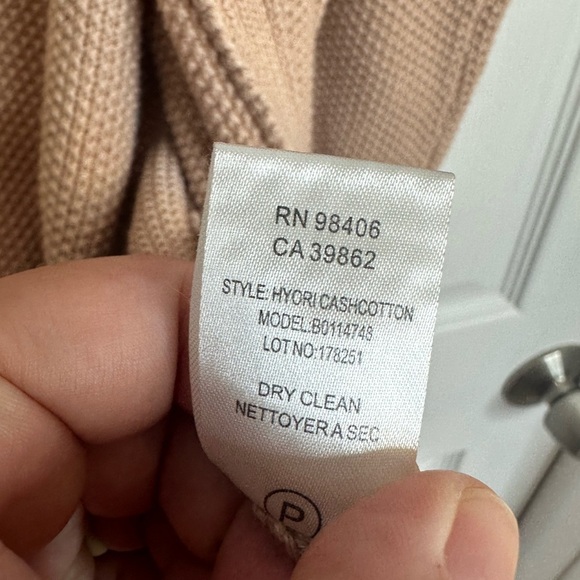 RN 98406
CA 39862
STYLE: HYORI CASHCOTTON
MODEL:B0114748
LOT NO:178251
DRY CLEAN
NETTOYER A SEC
P